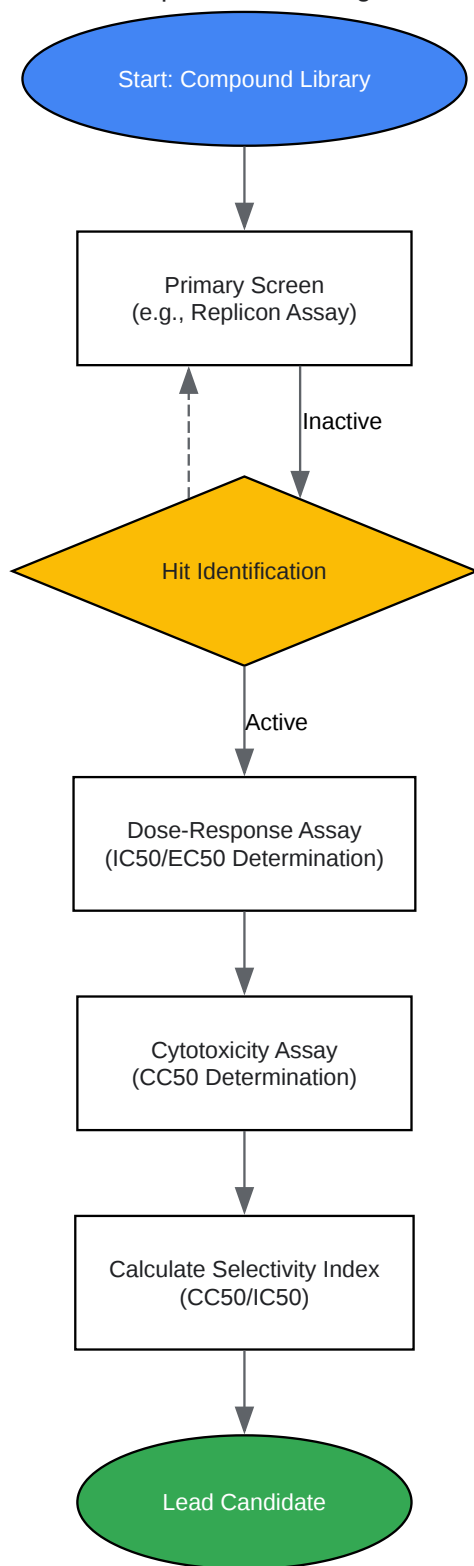 Start: Compound Library
Primary Screen
(e.g., Replicon Assay)
Inactive
Hit Identification
Active
Dose-Response Assay
(IC50/EC50 Determination)
Cytotoxicity Assay
(CC50 Determination)
Calculate Selectivity Index
(CC50/IC50)
Lead Candidate